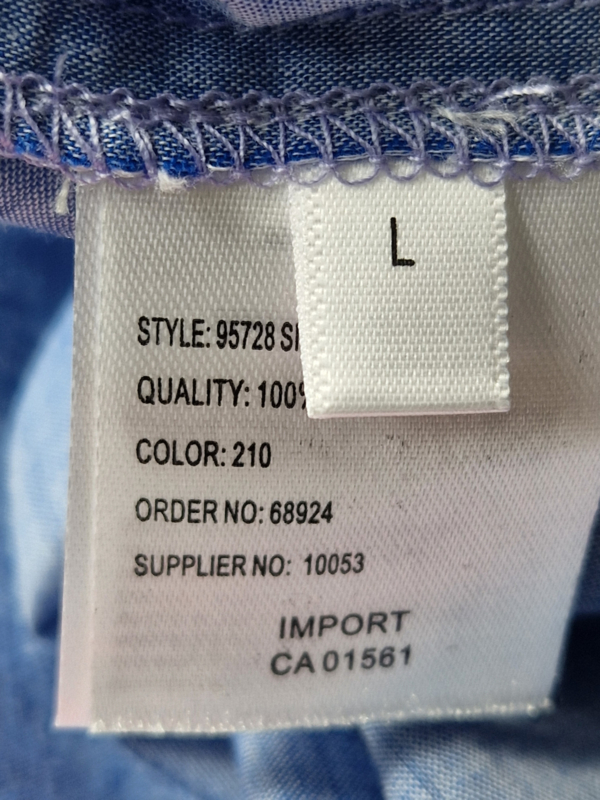 L
STYLE: 95728
QUALITY: 100%
COLOR: 210
ORDER NO: 68924
SUPPLIER NO: 10053
IMPORT
CA 01561